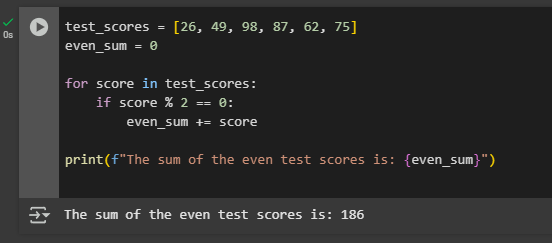 test_scores = [26, 49, 98, 87, 62, 75]
even_sum = 0
for score in test_scores:
    if score % 2 == 0:
        even_sum += score
print(f"The sum of the even test scores is: {even_sum}")
0s
The sum of the even test scores is: 186